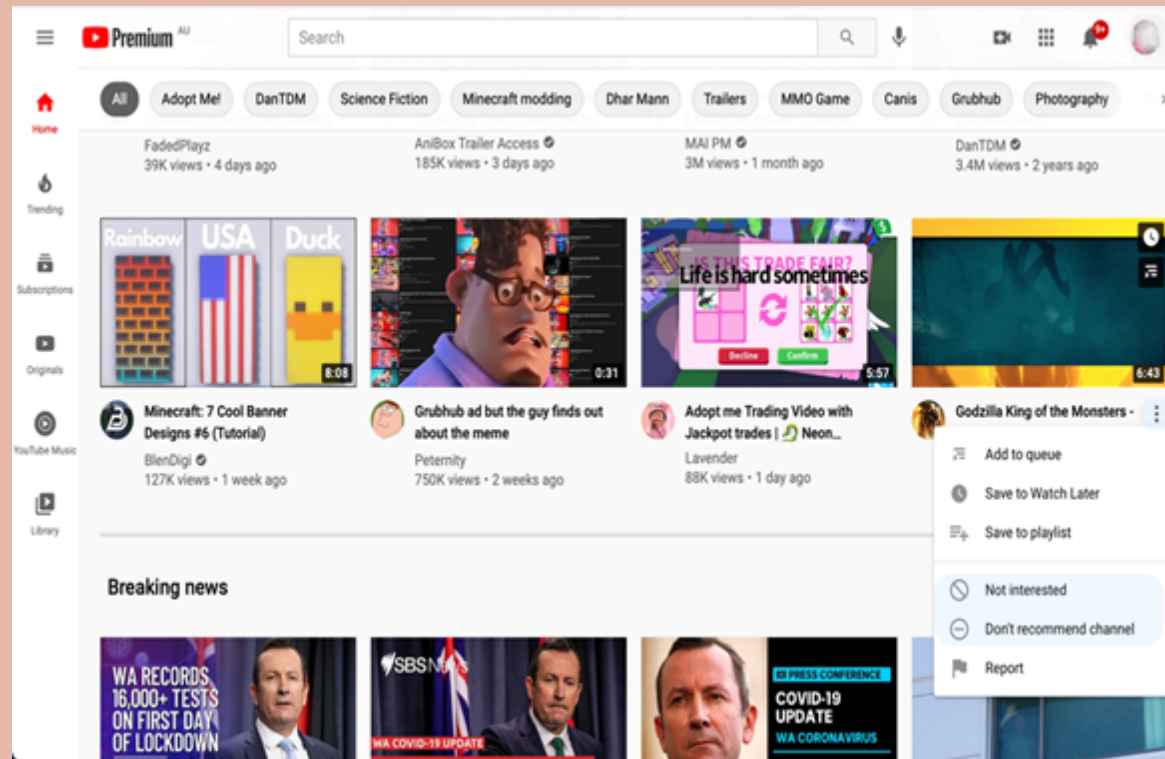 Premium AU
Search
9+
All
Adopt Me!
DanTDM
Science Fiction
Minecraft modding
Dhar Mann
Trailers
MMO Game
Canis
Grubhub
Photography
Home
Trending
Subscriptions
Originals
YouTube Music
Library
FadedPlayz
39K views • 4 days ago
AniBox Trailer Access
185K views • 3 days ago
MAI PM
3M views • 1 month ago
DanTDM
3.4M views • 2 years ago
Rainbow USA Duck
8:08
0:31
IS THIS TRADE FAIR?
Life is hard sometimes
Decline
Confirm
5:57
6:43
Minecraft: 7 Cool Banner
Designs #6 (Tutorial)
BlenDigi
127K views • 1 week ago
Grubhub ad but the guy finds out
about the meme
Peternity
750K views • 2 weeks ago
Adopt me Trading Video with
Jackpot trades | Neon...
Lavender
88K views • 1 day ago
Godzilla King of the Monsters -
Add to queue
Save to Watch Later
Save to playlist
Not interested
Don't recommend channel
Report
Breaking news
WA RECORDS
16,000+ TESTS
ON FIRST DAY
OF LOCKDOWN
SBS News
WA COVID-19 UPDATE
PRESS CONFERENCE
COVID-19
UPDATE
WA CORONAVIRUS